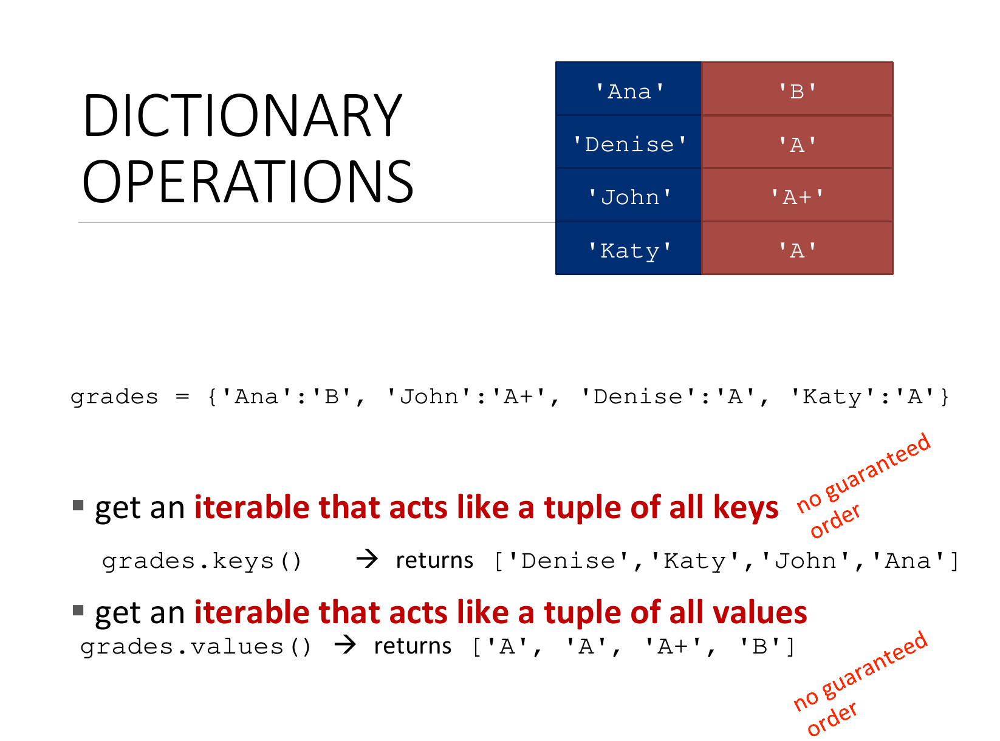 DICTIONARY
OPERATIONS
'Ana' 'B'
'Denise' 'A'
'John' 'A+'
'Katy' 'A'
grades = {'Ana':'B', 'John':'A+', 'Denise':'A', 'Katy':'A'}
▪ get an iterable that acts like a tuple of all keys
no guaranteed
order
grades.keys() → returns ['Denise','Katy','John','Ana']
▪ get an iterable that acts like a tuple of all values
grades.values() → returns ['A', 'A', 'A+', 'B']
no guaranteed
order